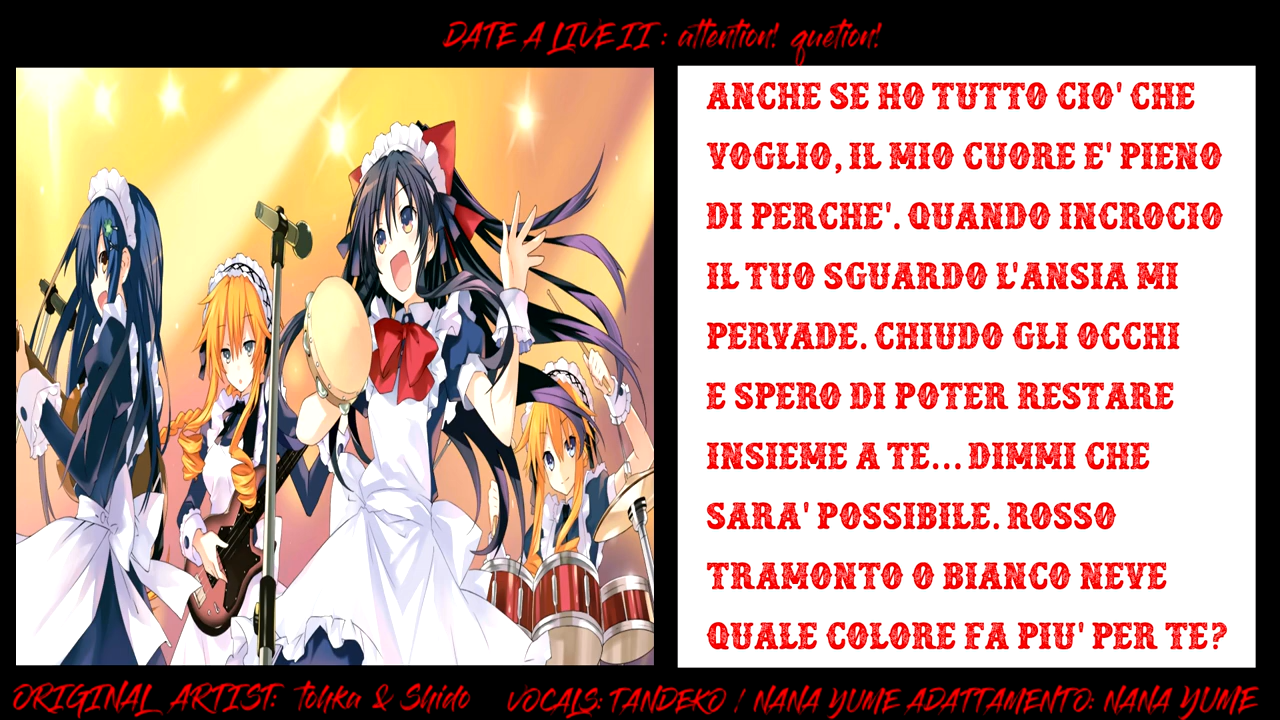 DATE A LIVE II : attention! quetion!
ANCHE SE HO TUTTO CIO' CHE
VOGLIO, IL MIO CUORE E' PIENO
DI PERCHE'. QUANDO INCROCIO
IL TUO SGUARDO L'ANSIA MI
PERVADE. CHIUDO GLI OCCHI
E SPERO DI POTER RESTARE
INSIEME A TE... DIMMI CHE
SARA' POSSIBILE. ROSSO
TRAMONTO O BIANCO NEVE
QUALE COLORE FA PIU' PER TE?
ORIGINAL ARTIST: tohka & Shido VOCALS: TANDEKO ! NANA YUME ADATTAMENTO: NANA YUME